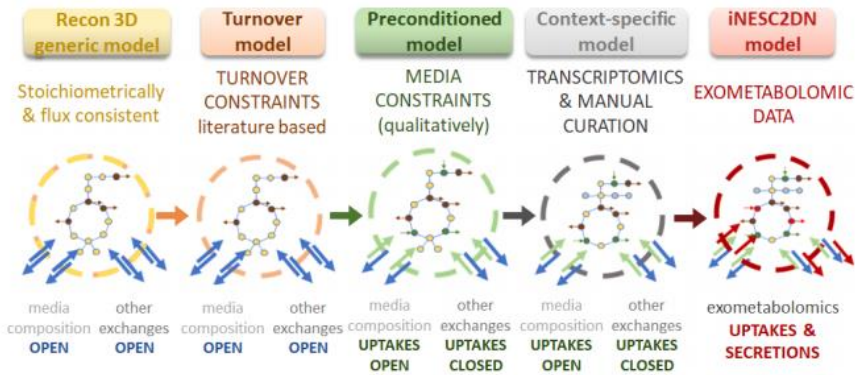 Recon 3D
generic model
Turnover
model
Preconditioned
model
Context-specific
model
iNESC2DN
model
Stoichiometrically
& flux consistent
TURNOVER
CONSTRAINTS
literature based
MEDIA
CONSTRAINTS
(qualitatively)
TRANSCRIPTOMICS
& MANUAL
CURATION
EXOMETABOLOMIC
DATA
media
composition
OPEN
other
exchanges
OPEN
media
composition
OPEN
other
exchanges
OPEN
media
composition
UPTAKES
OPEN
other
exchanges
UPTAKES
CLOSED
media
composition
UPTAKES
OPEN
other
exchanges
UPTAKES
CLOSED
exometabolomics
UPTAKES &
SECRETIONS